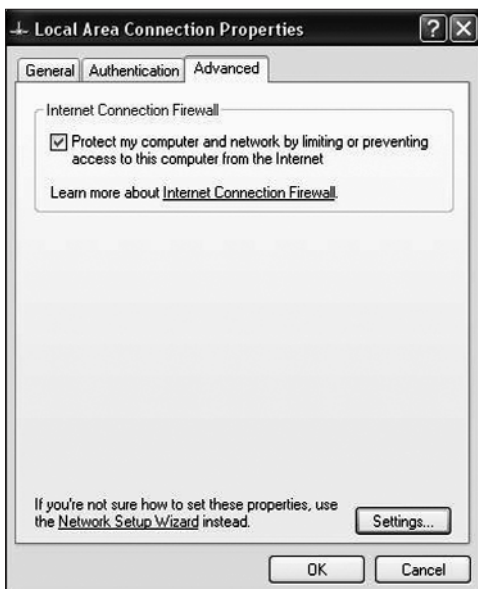 Local Area Connection Properties
General Authentication Advanced
Internet Connection Firewall
Protect my computer and network by limiting or preventing
access to this computer from the Internet
Learn more about Internet Connection Firewall.
If you're not sure how to set these properties, use
the Network Setup Wizard instead.
Settings...
OK Cancel